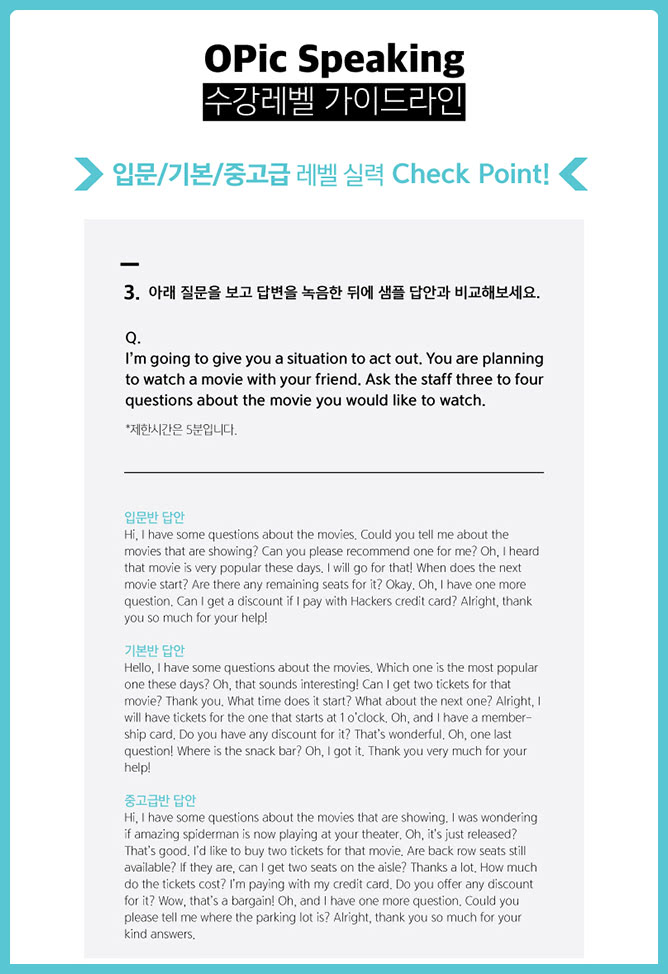 OPic Speaking
수강레벨 가이드라인
입문/기본/중고급 레벨 실력 Check Point!
3. 아래 질문을 보고 답변을 녹음한 뒤에 샘플 답안과 비교해보세요.
Q.
I'm going to give you a situation to act out. You are planning
to watch a movie with your friend. Ask the staff three to four
questions about the movie you would like to watch.
*제한시간은 5분입니다.
입문반 답안
Hi, I have some questions about the movies. Could you tell me about the
movies that are showing? Can you please recommend one for me? Oh, I heard
that movie is very popular these days. I will go for that! When does the next
movie start? Are there any remaining seats for it? Okay. Oh, I have one more
question. Can I get a discount if I pay with Hackers credit card? Alright, thank
you so much for your help!
기본반 답안
Hello, I have some questions about the movies. Which one is the most popular
one these days? Oh, that sounds interesting! Can I get two tickets for that
movie? Thank you. What time does it start? What about the next one? Alright, I
will have tickets for the one that starts at 1 o'clock. Oh, and I have a member-
ship card. Do you have any discount for it? That's wonderful. Oh, one last
question! Where is the snack bar? Oh, I got it. Thank you very much for your
help!
중고급반 답안
Hi, I have some questions about the movies that are showing. I was wondering
if amazing spiderman is now playing at your theater. Oh, it's just released?
That's good. I'd like to buy two tickets for that movie. Are back row seats still
available? If they are, can I get two seats on the aisle? Thanks a lot. How much
do the tickets cost? I'm paying with my credit card. Do you offer any discount
for it? Wow, that's a bargain! Oh, and I have one more question. Could you
please tell me where the parking lot is? Alright, thank you so much for your
kind answers.